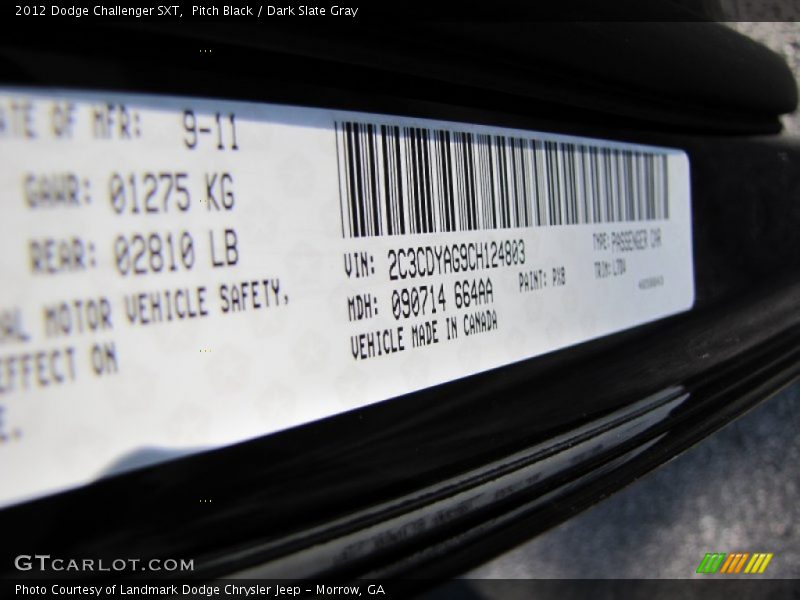 2012 Dodge Challenger SXT,  Pitch Black / Dark Slate Gray
ATE OF MFR: 9-11
GAWR: 01275 KG
REAR: 02810 LB
AL MOTOR VEHICLE SAFETY,
EFFECT ON
E.
VIN: 2C3CDYAG9CH124803
MDH: 090714 664AA
VEHICLE MADE IN CANADA
PAINT: PX8
TYPE: PASSENGER CAR
TRIM:
GTCARLOT.COM
Photo Courtesy of Landmark Dodge Chrysler Jeep – Morrow, GA